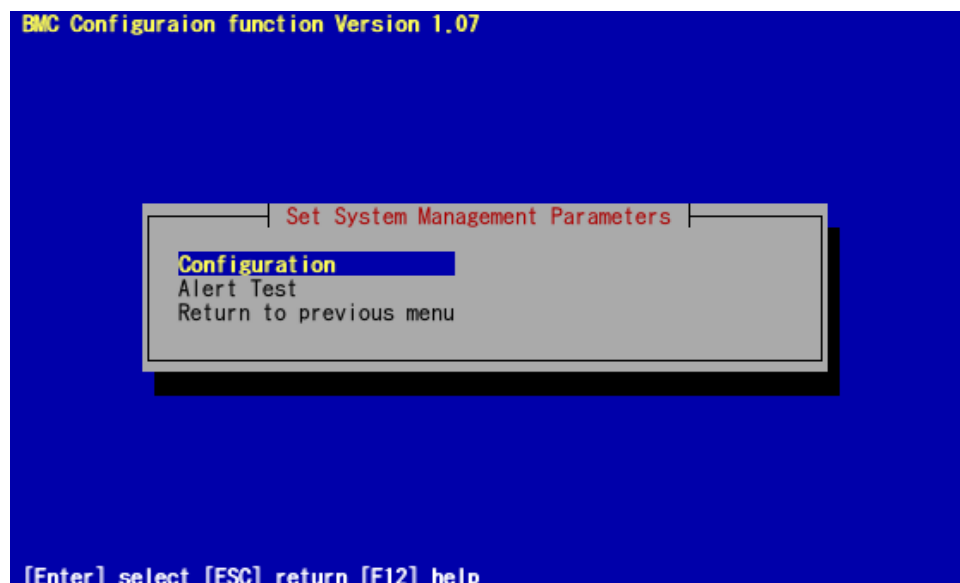 BMC Configuraion function Version 1.07
Set System Management Parameters
Configuration
Alert Test
Return to previous menu
[Enter] select [ESC] return [F12] help